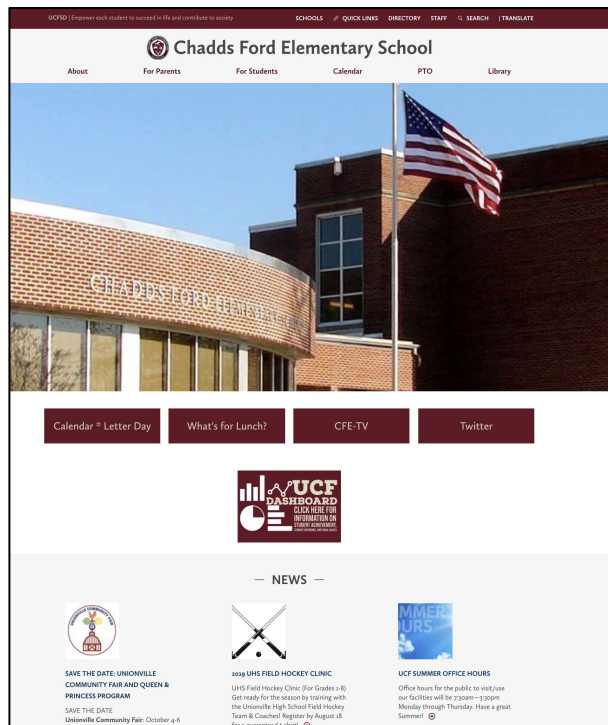 UCFSD | Empower each student to succeed in life and contribute to society
SCHOOLS QUICK LINKS DIRECTORY STAFF SEARCH | TRANSLATE
Chadds Ford Elementary School
About For Parents For Students Calendar PTO Library
CHADDS FORD ELEMENTARY
Calendar * Letter Day What's for Lunch? CFE-TV Twitter
UCF
DASHBOARD
CLICK HERE FOR
INFORMATION ON
STUDENT ACHIEVEMENT,
— NEWS —
UNIONVILLE COMMUNITY FAIR
SUMMER
HOURS
SAVE THE DATE: UNIONVILLE
COMMUNITY FAIR AND QUEEN &
PRINCESS PROGRAM
SAVE THE DATE
Unionville Community Fair: October 4-6
2019 UHS FIELD HOCKEY CLINIC
UHS Field Hockey Clinic (For Grades 1-8)
Get ready for the season by training with
the Unionville High School Field Hockey
Team & Coaches! Register by August 18
for a guaranteed t-shirt!
UCF SUMMER OFFICE HOURS
Office hours for the public to visit/use
our facilities will be 7:30am—3:30pm
Monday through Thursday. Have a great
Summer!